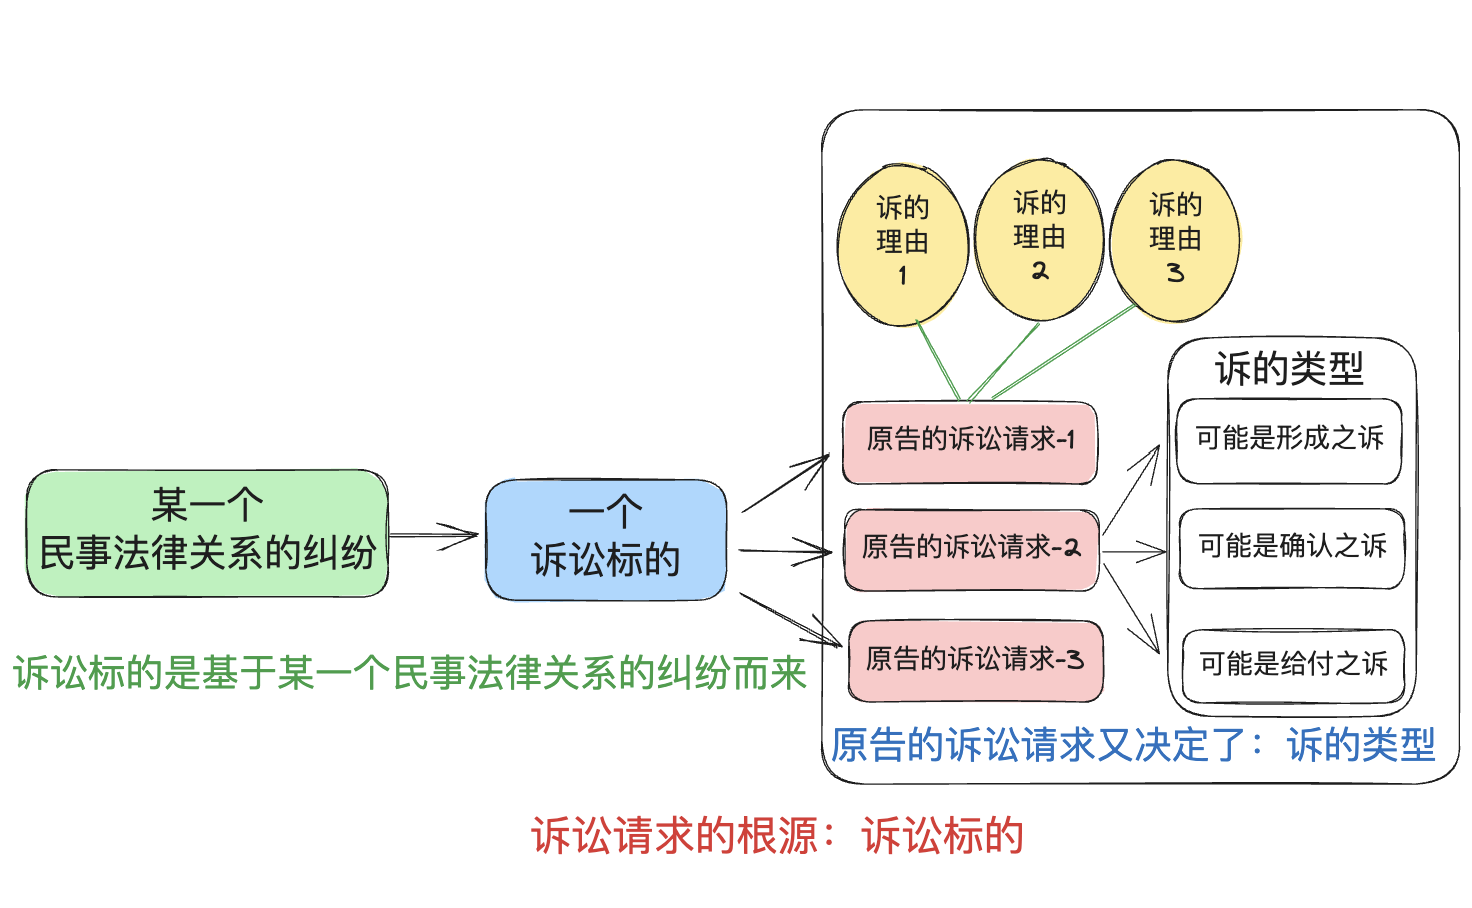 诉的
理由
1
诉的
理由
2
诉的
理由
3
诉的类型
原告的诉讼请求-1
可能是形成之诉
某一个
民事法律关系的纠纷
一个
诉讼标的
原告的诉讼请求-2
可能是确认之诉
原告的诉讼请求-3
可能是给付之诉
诉讼标的是基于某一个民事法律关系的纠纷而来
原告的诉讼请求又决定了：诉的类型
诉讼请求的根源：诉讼标的